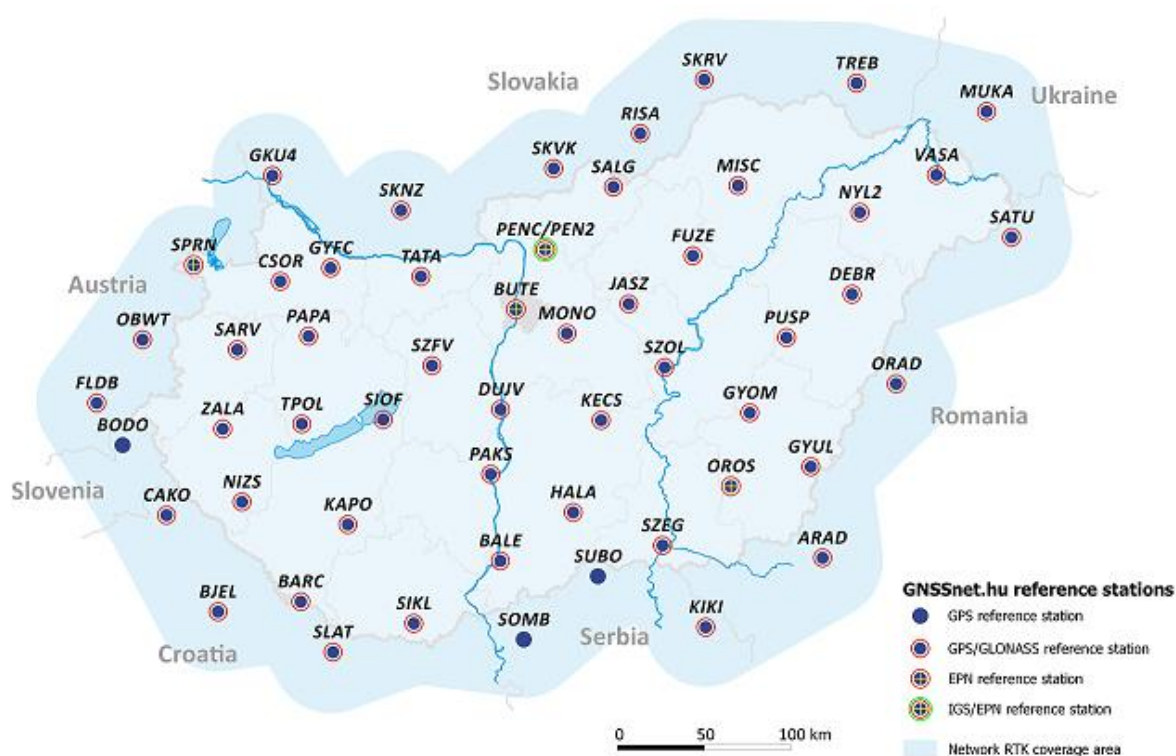 SKRV
TREB
Slovakia
MUKA
Ukraine
RISA
GKU4
SKVK
SALG
MISC
VASA
SKNZ
NYL2
SATU
PENC/PEN2
SPRN
GYFC
FUZE
CSOR
TATA
DEBR
Austria
BUTE
JASZ
MONO
OBWT
PAPA
PUSP
SARV
SZFV
SZOL
ORAD
FLDB
DUJV
TPOL
SIOF
KECS
GYOM
Romania
ZALA
BODO
GYUL
PAKS
OROS
Slovenia
NIZS
CAKO
KAPO
HALA
SZEG
BALE
SUBO
ARAD
BJEL
BARC
SIKL
SOMB
Serbia
KIKI
SLAT
Croatia
GNSSnet.hu reference stations
GPS reference station
GPS/GLONASS reference station
EPN reference station
IGS/EPN reference station
Network RTK coverage area
0 50 100 km